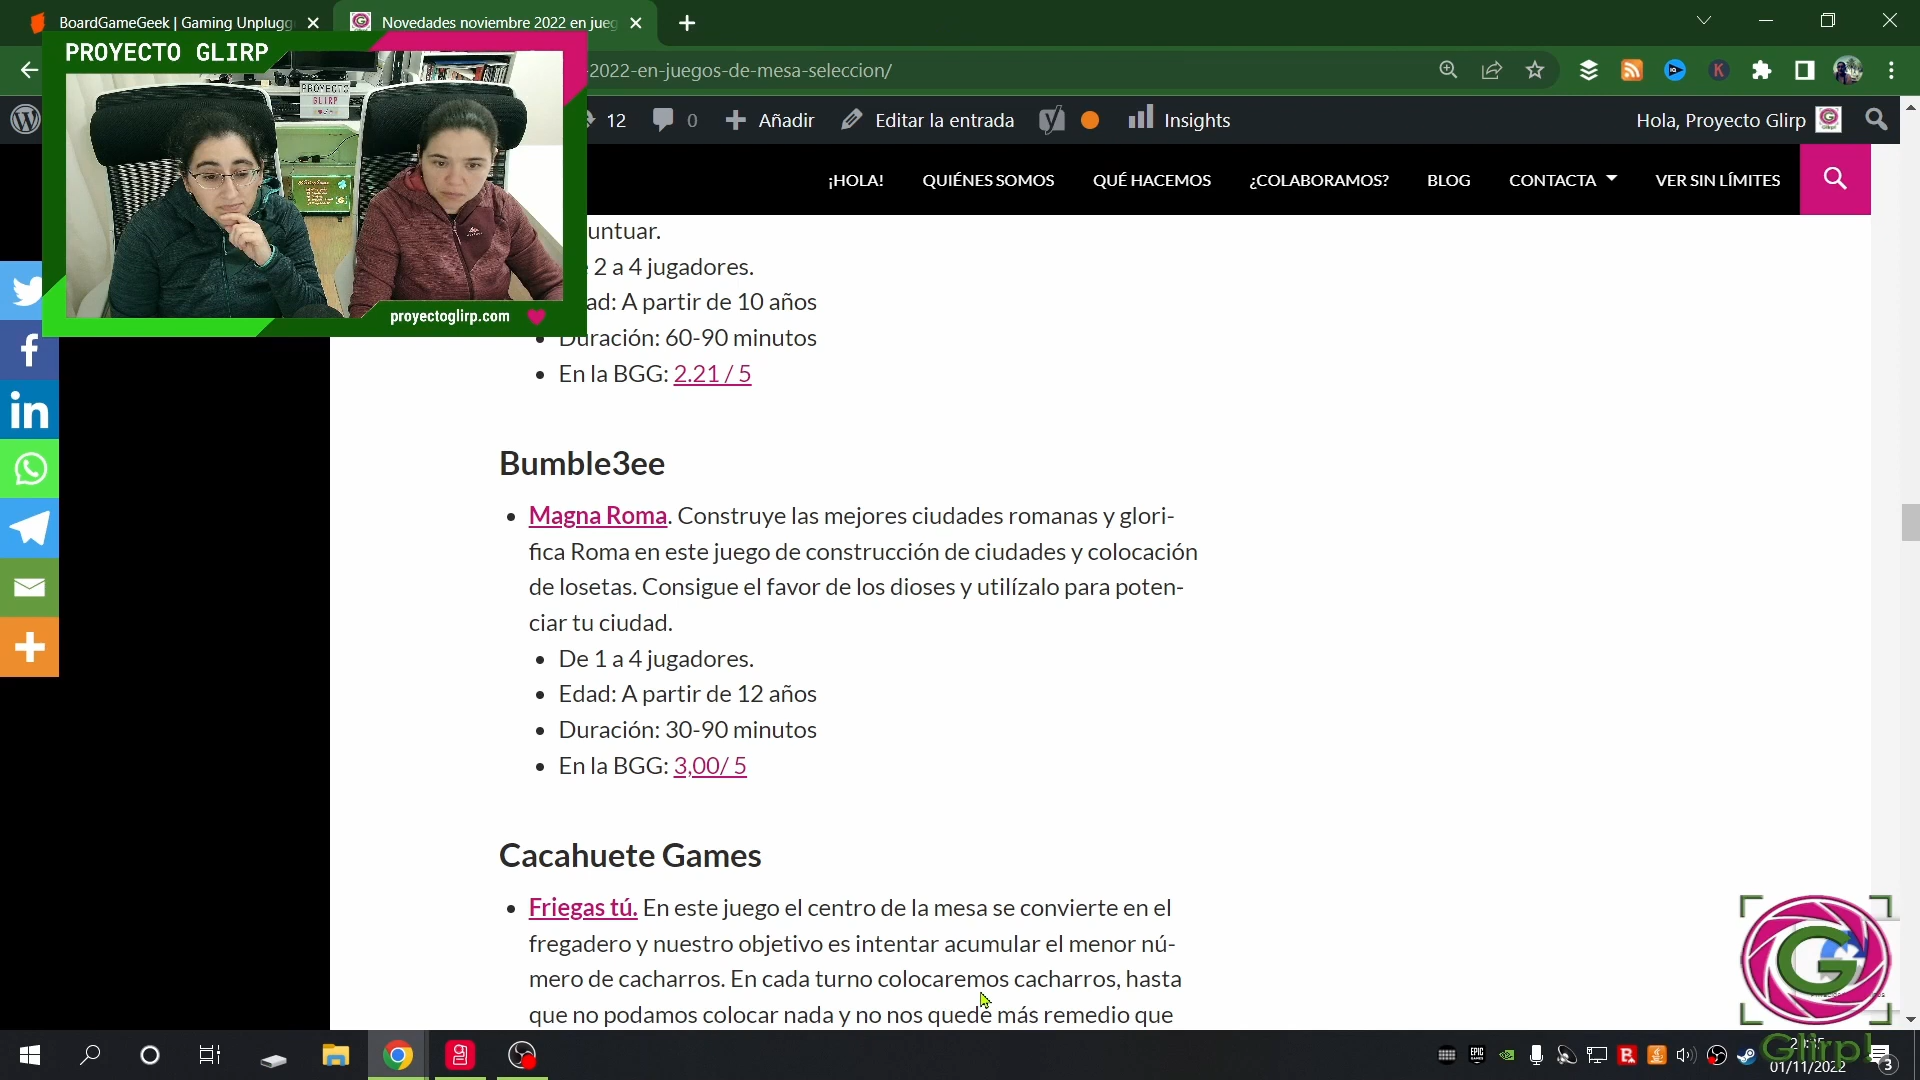 BoardGameGeek | Gaming Unplugg
Novedades noviembre 2022 en jueg
PROYECTO GLIRP
PROYECTO
GLIRP
-2022-en-juegos-de-mesa-seleccion/
12
0
Añadir
Editar la entrada
Insights
Hola, Proyecto Glirp
¡HOLA!
QUIÉNES SOMOS
QUÉ HACEMOS
¿COLABORAMOS?
BLOG
CONTACTA
VER SIN LÍMITES
proyectoglirp.com
untuar.
2 a 4 jugadores.
ad: A partir de 10 años
Duración: 60-90 minutos
En la BGG: 2.21 / 5
Bumble3ee
Magna Roma. Construye las mejores ciudades romanas y glori-
fica Roma en este juego de construcción de ciudades y colocación
de losetas. Consigue el favor de los dioses y utilízalo para poten-
ciar tu ciudad.
De 1 a 4 jugadores.
Edad: A partir de 12 años
Duración: 30-90 minutos
En la BGG: 3,00/ 5
Cacahuete Games
Friegas tú. En este juego el centro de la mesa se convierte en el
fregadero y nuestro objetivo es intentar acumular el menor nú-
mero de cacharros. En cada turno colocaremos cacharros, hasta
que no podamos colocar nada y no nos quede más remedio que
G
Glirp!
01/11/2022
3